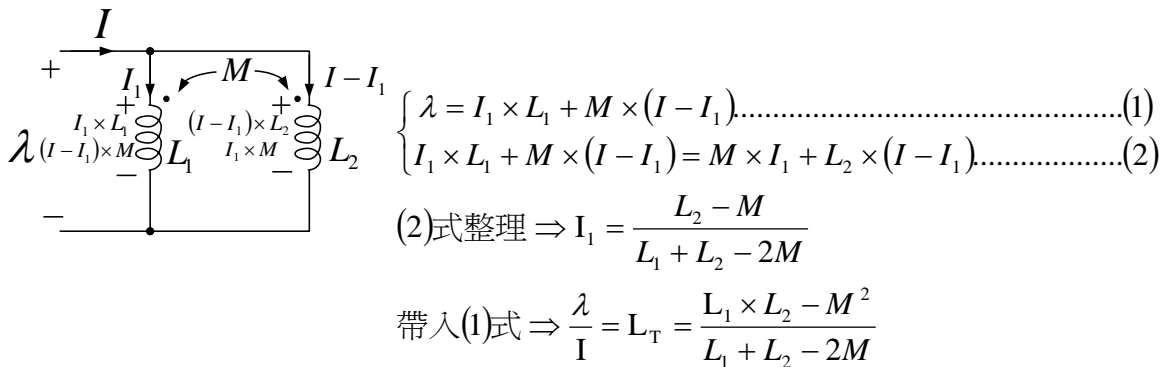 I
+
I₁ M I − I₁
+ +
I₁ × L₁ (I − I₁) × L₂
λ (I − I₁) × M L₁ I₁ × M L₂
− −
−
{ λ = I₁ × L₁ + M × (I − I₁)......................................................(1)
I₁ × L₁ + M × (I − I₁) = M × I₁ + L₂ × (I − I₁).....................(2)
(2)式整理 ⇒ I₁ = (L₂ − M) / (L₁ + L₂ − 2M)
帶入(1)式 ⇒ λ / I = L_T = (L₁ × L₂ − M²) / (L₁ + L₂ − 2M)